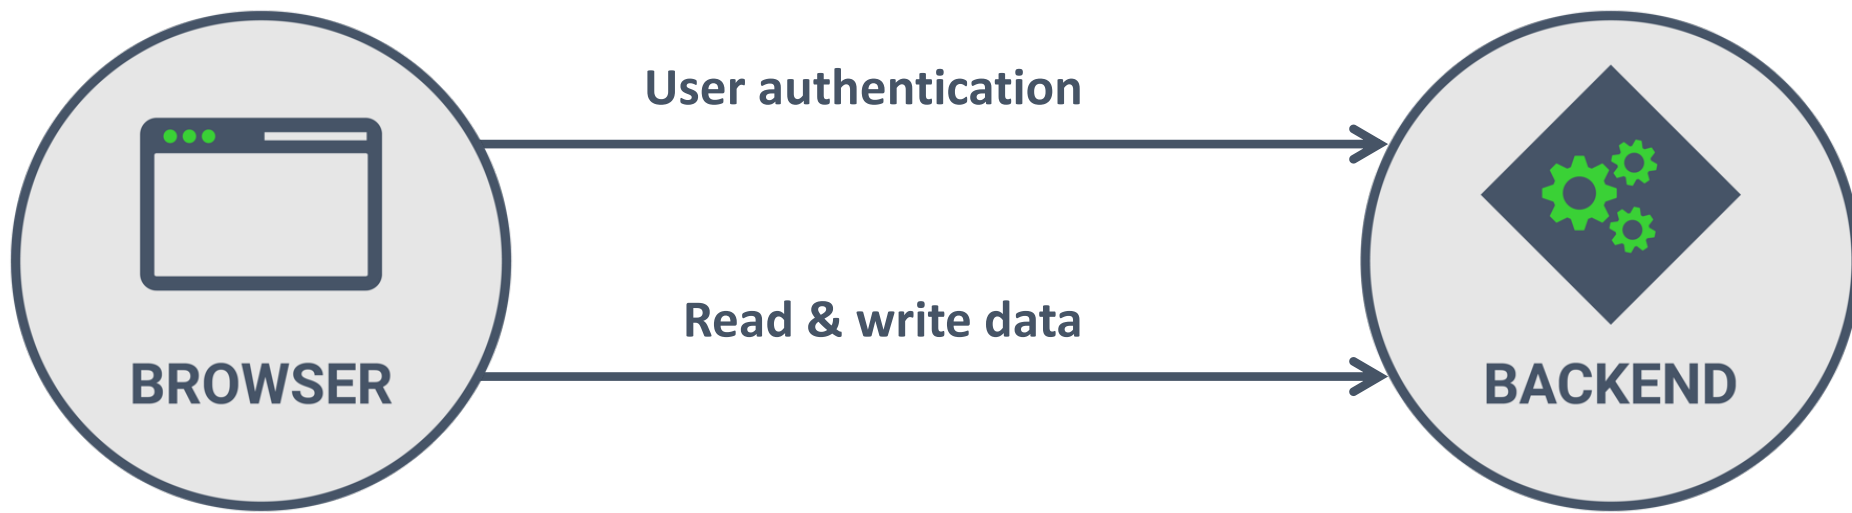 User authentication
Read & write data
BROWSER
BACKEND